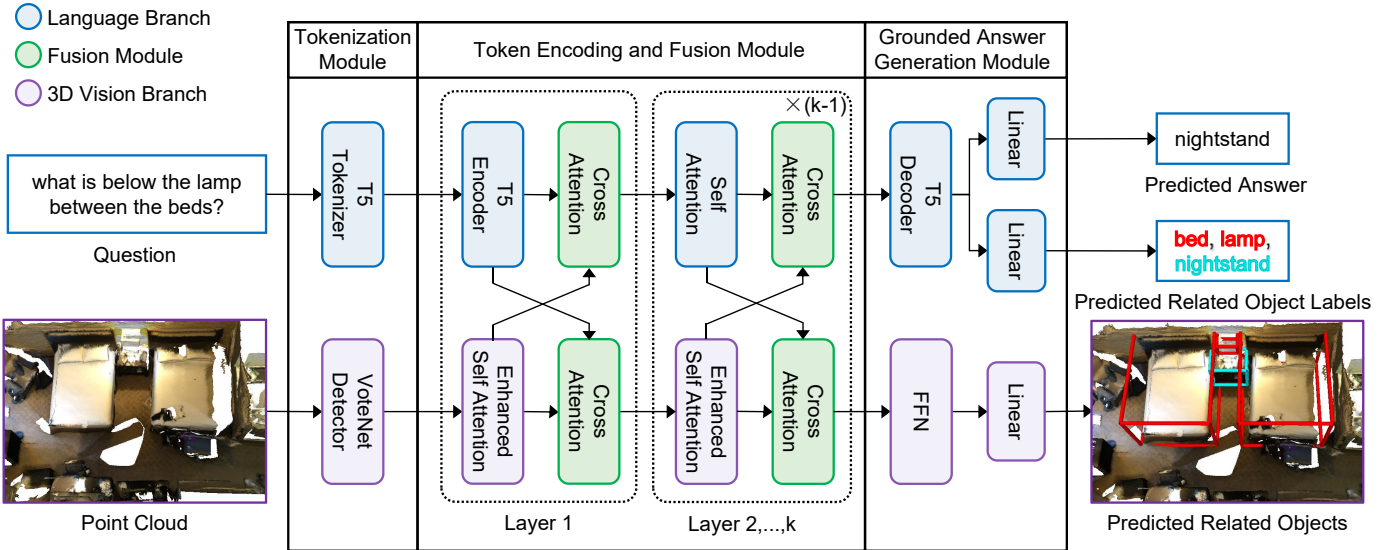 Language Branch
Fusion Module
3D Vision Branch
Tokenization
Module
Token Encoding and Fusion Module
Grounded Answer
Generation Module
×(k-1)
what is below the lamp
between the beds?
Question
T5
Tokenizer
T5
Encoder
Cross
Attention
Self
Attention
Cross
Attention
T5
Decoder
Linear
Linear
nightstand
Predicted Answer
bed, lamp,
nightstand
Predicted Related Object Labels
Point Cloud
VoteNet
Detector
Enhanced
Self Attention
Cross
Attention
Enhanced
Self Attention
Cross
Attention
FFN
Linear
Predicted Related Objects
Layer 1
Layer 2,...,k